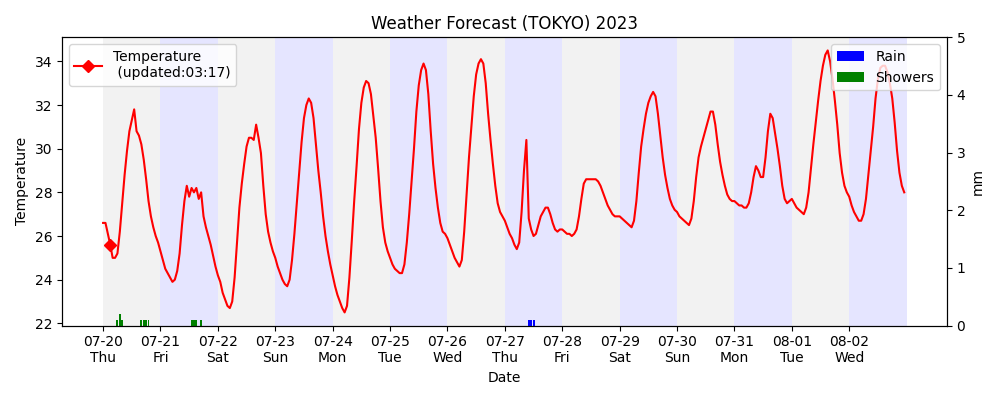 Weather Forecast (TOKYO) 2023
Temperature
(updated:03:17)
Rain
Showers
Temperature
34
32
30
28
26
24
22
5
4
3
2
1
0
mm
07-20 07-21 07-22 07-23 07-24 07-25 07-26 07-27 07-28 07-29 07-30 07-31 08-01 08-02
Thu Fri Sat Sun Mon Tue Wed Thu Fri Sat Sun Mon Tue Wed
Date